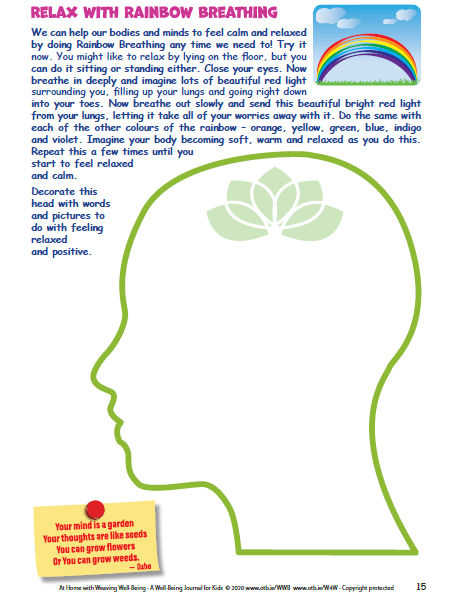 RELAX WITH RAINBOW BREATHING
We can help our bodies and minds to feel calm and relaxed
by doing Rainbow Breathing any time we need to! Try it
now. You might like to relax by lying on the floor, but you
can do it sitting or standing either. Close your eyes. Now
breathe in deeply and imagine lots of beautiful red light
surrounding you, filling up your lungs and going right down
into your toes. Now breathe out slowly and send this beautiful bright red light
from your lungs, letting it take all of your worries away with it. Do the same with
each of the other colours of the rainbow – orange, yellow, green, blue, indigo
and violet. Imagine your body becoming soft, warm and relaxed as you do this.
Repeat this a few times until you
start to feel relaxed
and calm.
Decorate this
head with words
and pictures to
do with feeling
relaxed
and positive.
Your mind is a garden
Your thoughts are like seeds
You can grow flowers
Or You can grow weeds.
— Osho
At Home with Weaving Well-Being - A Well-Being Journal for Kids © 2020 www.otb.ie/WWB www.otb.ie/W4W - Copyright protected 15